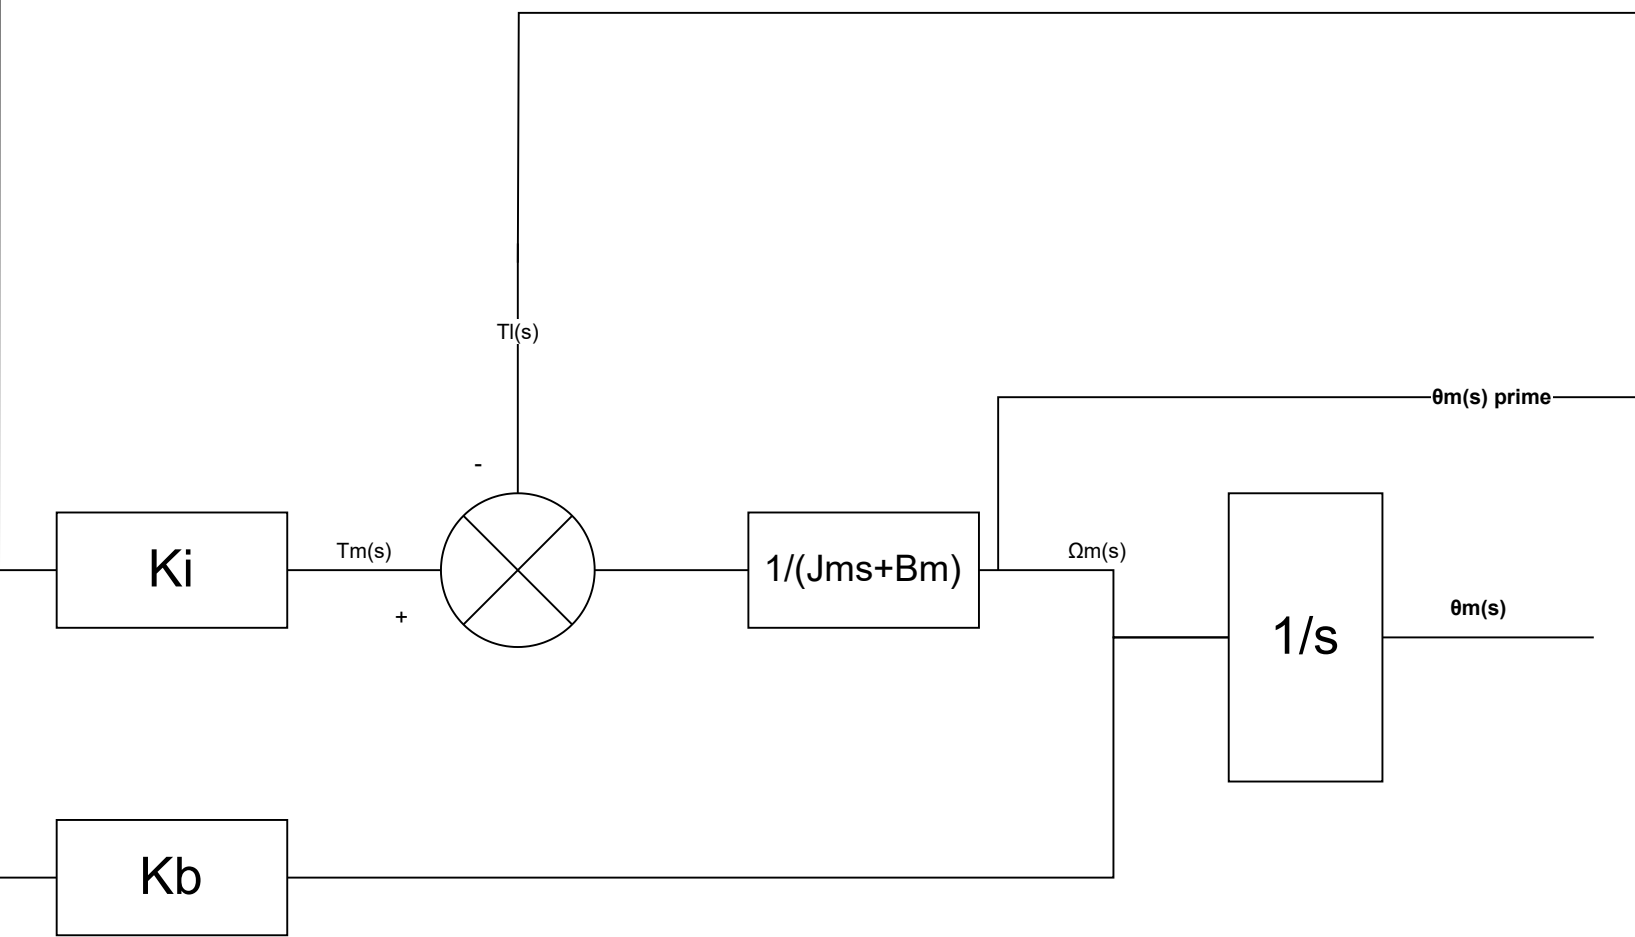 Tl(s)
θm(s) prime
-
Ki
Tm(s)
+
1/(Jms+Bm)
Ωm(s)
1/s
θm(s)
Kb